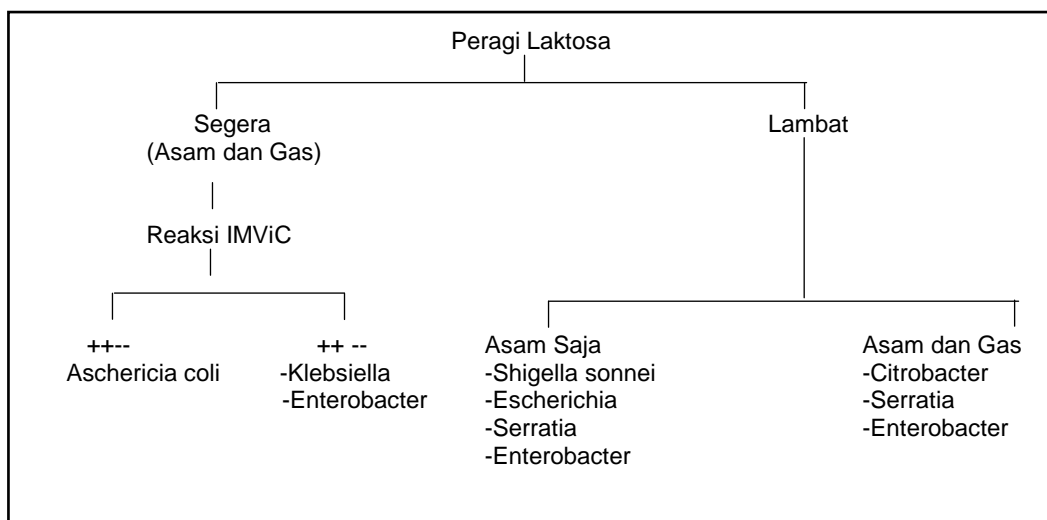 Peragi Laktosa
Segera
(Asam dan Gas)
Lambat
Reaksi IMViC
++--
Aschericia coli
++ --
-Klebsiella
-Enterobacter
Asam Saja
-Shigella sonnei
-Escherichia
-Serratia
-Enterobacter
Asam dan Gas
-Citrobacter
-Serratia
-Enterobacter